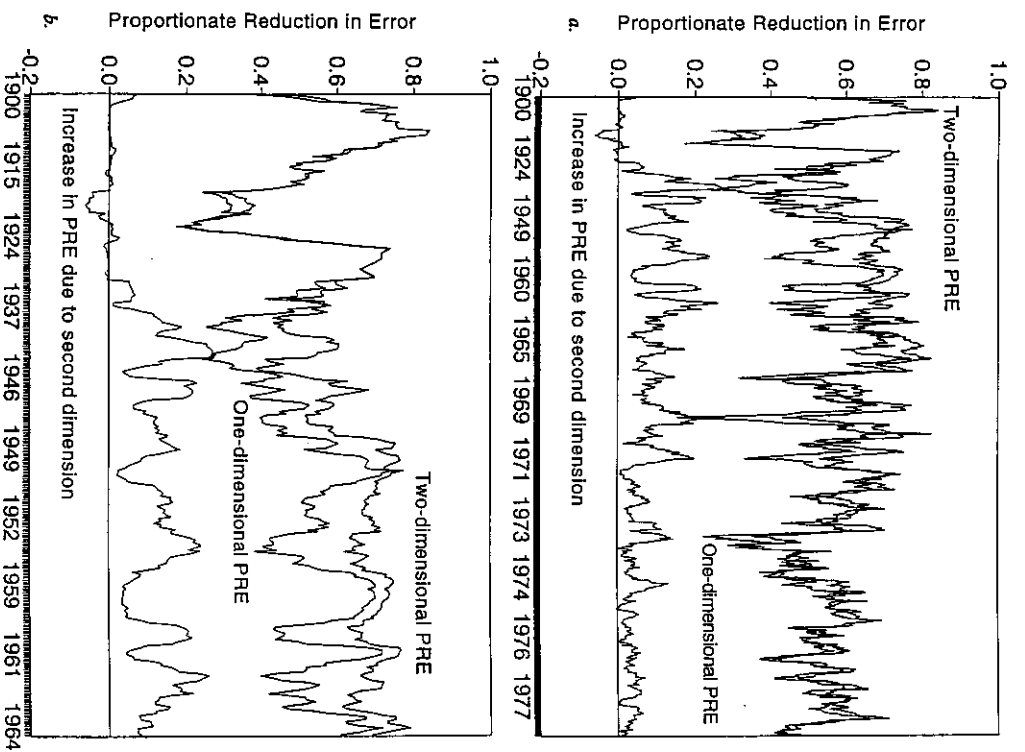 Proportionate Reduction in Error
1.0
0.8
0.6
0.4
0.2
0.0
-0.2
Two-dimensional PRE
One-dimensional PRE
Increase in PRE due to second dimension
1900 1924 1949 1960 1965 1969 1971 1973 1974 1976 1977
a.
Proportionate Reduction in Error
1.0
0.8
0.6
0.4
0.2
0.0
-0.2
Two-dimensional PRE
One-dimensional PRE
Increase in PRE due to second dimension
1900 1915 1924 1937 1946 1949 1952 1959 1961 1964
b.